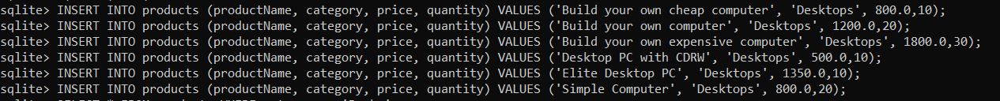 sqlite> INSERT INTO products (productName, category, price, quantity) VALUES ('Build your own cheap computer', 'Desktops', 800.0,10);
sqlite> INSERT INTO products (productName, category, price, quantity) VALUES ('Build your own computer', 'Desktops', 1200.0,20);
sqlite> INSERT INTO products (productName, category, price, quantity) VALUES ('Build your own expensive computer', 'Desktops', 1800.0,30);
sqlite> INSERT INTO products (productName, category, price, quantity) VALUES ('Desktop PC with CDRW', 'Desktops', 500.0,10);
sqlite> INSERT INTO products (productName, category, price, quantity) VALUES ('Elite Desktop PC', 'Desktops', 1350.0,10);
sqlite> INSERT INTO products (productName, category, price, quantity) VALUES ('Simple Computer', 'Desktops', 800.0,20);